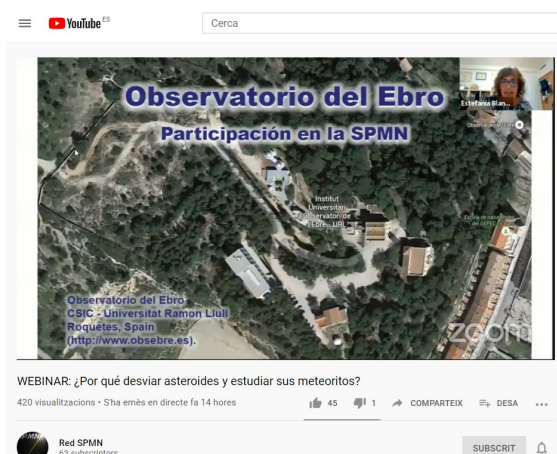 YouTube ES
Cerca
Observatorio del Ebro
Participación en la SPMN
Estefania Blan...
Institut
Universitari
Observatori de
l'Ebre - URL
Observatorio del Ebro
CSIC - Universitat Ramon Llull
Roquetes, Spain
(http://www.obsebre.es).
zoom
WEBINAR: ¿Por qué desviar asteroides y estudiar sus meteoritos?
420 visualitzacions • S'ha emès en directe fa 14 hores
45
1
COMPARTEIX
DESA
Red SPMN
63 subscriptors
SUBSCRIT